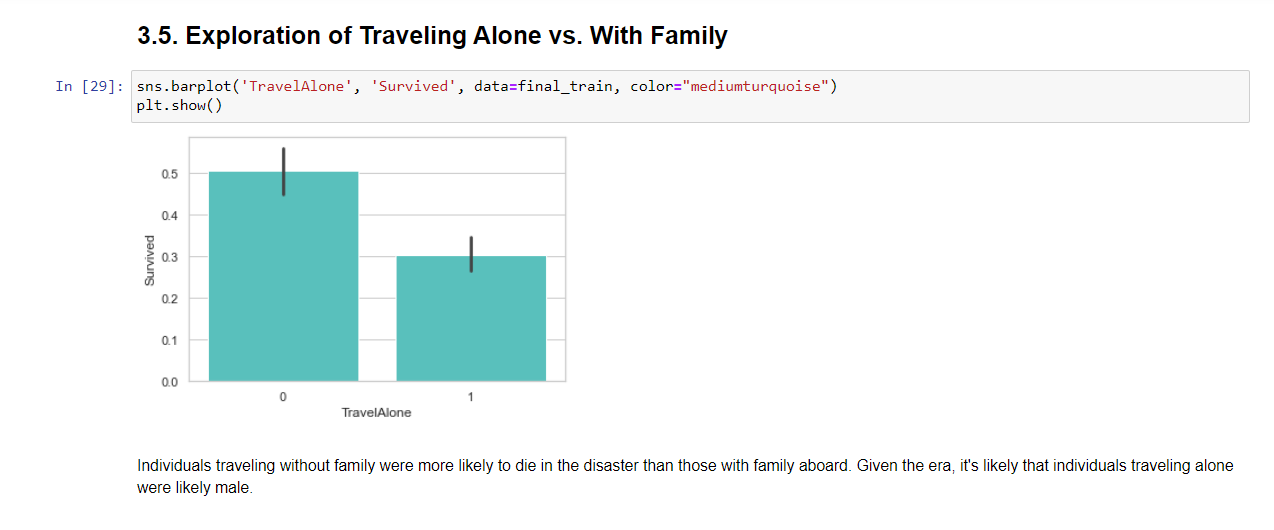 3.5. Exploration of Traveling Alone vs. With Family
In [29]: sns.barplot('TravelAlone', 'Survived', data=final_train, color="mediumturquoise")
plt.show()
0.5
0.4
0.3
0.2
0.1
0.0
Survived
0 1
TravelAlone
Individuals traveling without family were more likely to die in the disaster than those with family aboard. Given the era, it's likely that individuals traveling alone
were likely male.